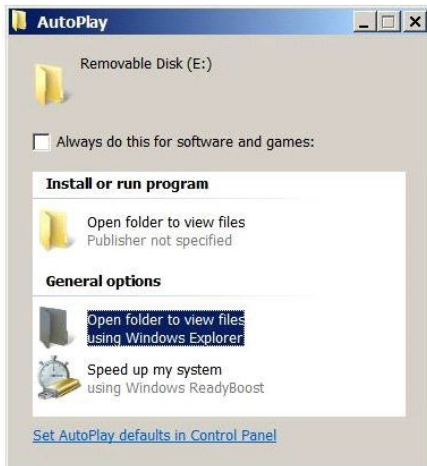 AutoPlay
Removable Disk (E:)
Always do this for software and games:
Install or run program
Open folder to view files
Publisher not specified
General options
Open folder to view files
using Windows Explorer
Speed up my system
using Windows ReadyBoost
Set AutoPlay defaults in Control Panel